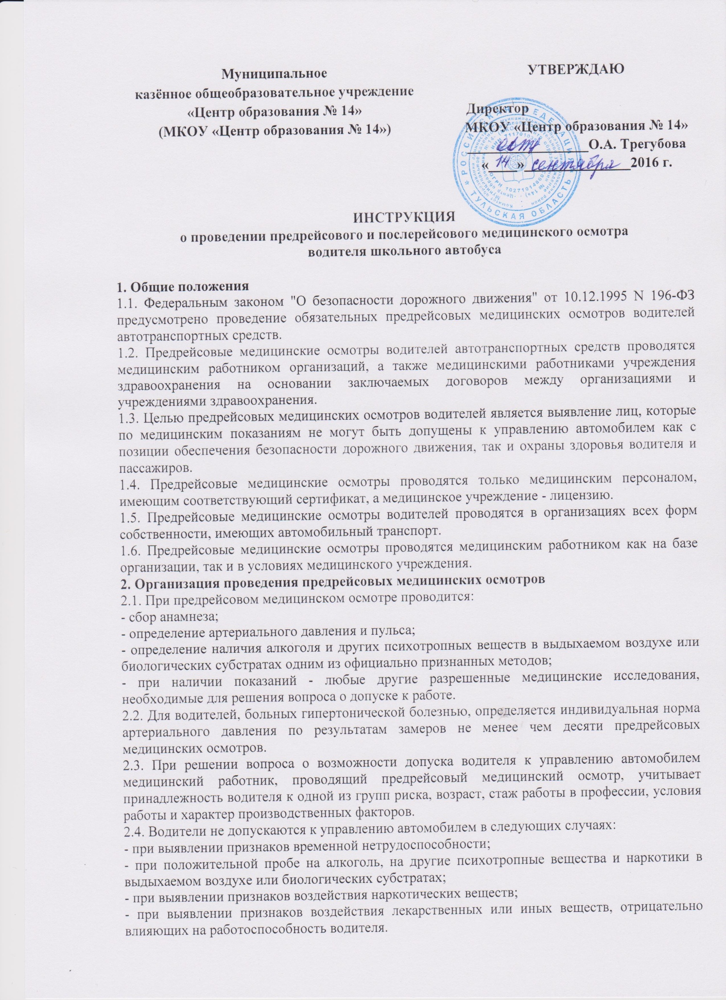 Муниципальное
казённое общеобразовательное учреждение
«Центр образования № 14»
(МКОУ «Центр образования № 14»)
УТВЕРЖДАЮ
Директор
МКОУ «Центр образования № 14»
О.А. Трегубова
« 14 » сентября 2016 г.
РОССИЙСКАЯ ФЕДЕРАЦИЯ
ТУЛЬСКАЯ ОБЛАСТЬ
ИНСТРУКЦИЯ
о проведении предрейсового и послерейсового медицинского осмотра
водителя школьного автобуса
1. Общие положения
1.1. Федеральным законом "О безопасности дорожного движения" от 10.12.1995 N 196-ФЗ
предусмотрено проведение обязательных предрейсовых медицинских осмотров водителей
автотранспортных средств.
1.2. Предрейсовые медицинские осмотры водителей автотранспортных средств проводятся
медицинским работником организаций, а также медицинскими работниками учреждения
здравоохранения на основании заключаемых договоров между организациями и
учреждениями здравоохранения.
1.3. Целью предрейсовых медицинских осмотров водителей является выявление лиц, которые
по медицинским показаниям не могут быть допущены к управлению автомобилем как с
позиции обеспечения безопасности дорожного движения, так и охраны здоровья водителя и
пассажиров.
1.4. Предрейсовые медицинские осмотры проводятся только медицинским персоналом,
имеющим соответствующий сертификат, а медицинское учреждение - лицензию.
1.5. Предрейсовые медицинские осмотры водителей проводятся в организациях всех форм
собственности, имеющих автомобильный транспорт.
1.6. Предрейсовые медицинские осмотры проводятся медицинским работником как на базе
организации, так и в условиях медицинского учреждения.
2. Организация проведения предрейсовых медицинских осмотров
2.1. При предрейсовом медицинском осмотре проводится:
- сбор анамнеза;
- определение артериального давления и пульса;
- определение наличия алкоголя и других психотропных веществ в выдыхаемом воздухе или
биологических субстратах одним из официально признанных методов;
- при наличии показаний - любые другие разрешенные медицинские исследования,
необходимые для решения вопроса о допуске к работе.
2.2. Для водителей, больных гипертонической болезнью, определяется индивидуальная норма
артериального давления по результатам замеров не менее чем десяти предрейсовых
медицинских осмотров.
2.3. При решении вопроса о возможности допуска водителя к управлению автомобилем
медицинский работник, проводящий предрейсовый медицинский осмотр, учитывает
принадлежность водителя к одной из групп риска, возраст, стаж работы в профессии, условия
работы и характер производственных факторов.
2.4. Водители не допускаются к управлению автомобилем в следующих случаях:
- при выявлении признаков временной нетрудоспособности;
- при положительной пробе на алкоголь, на другие психотропные вещества и наркотики в
выдыхаемом воздухе или биологических субстратах;
- при выявлении признаков воздействия наркотических веществ;
- при выявлении признаков воздействия лекарственных или иных веществ, отрицательно
влияющих на работоспособность водителя.